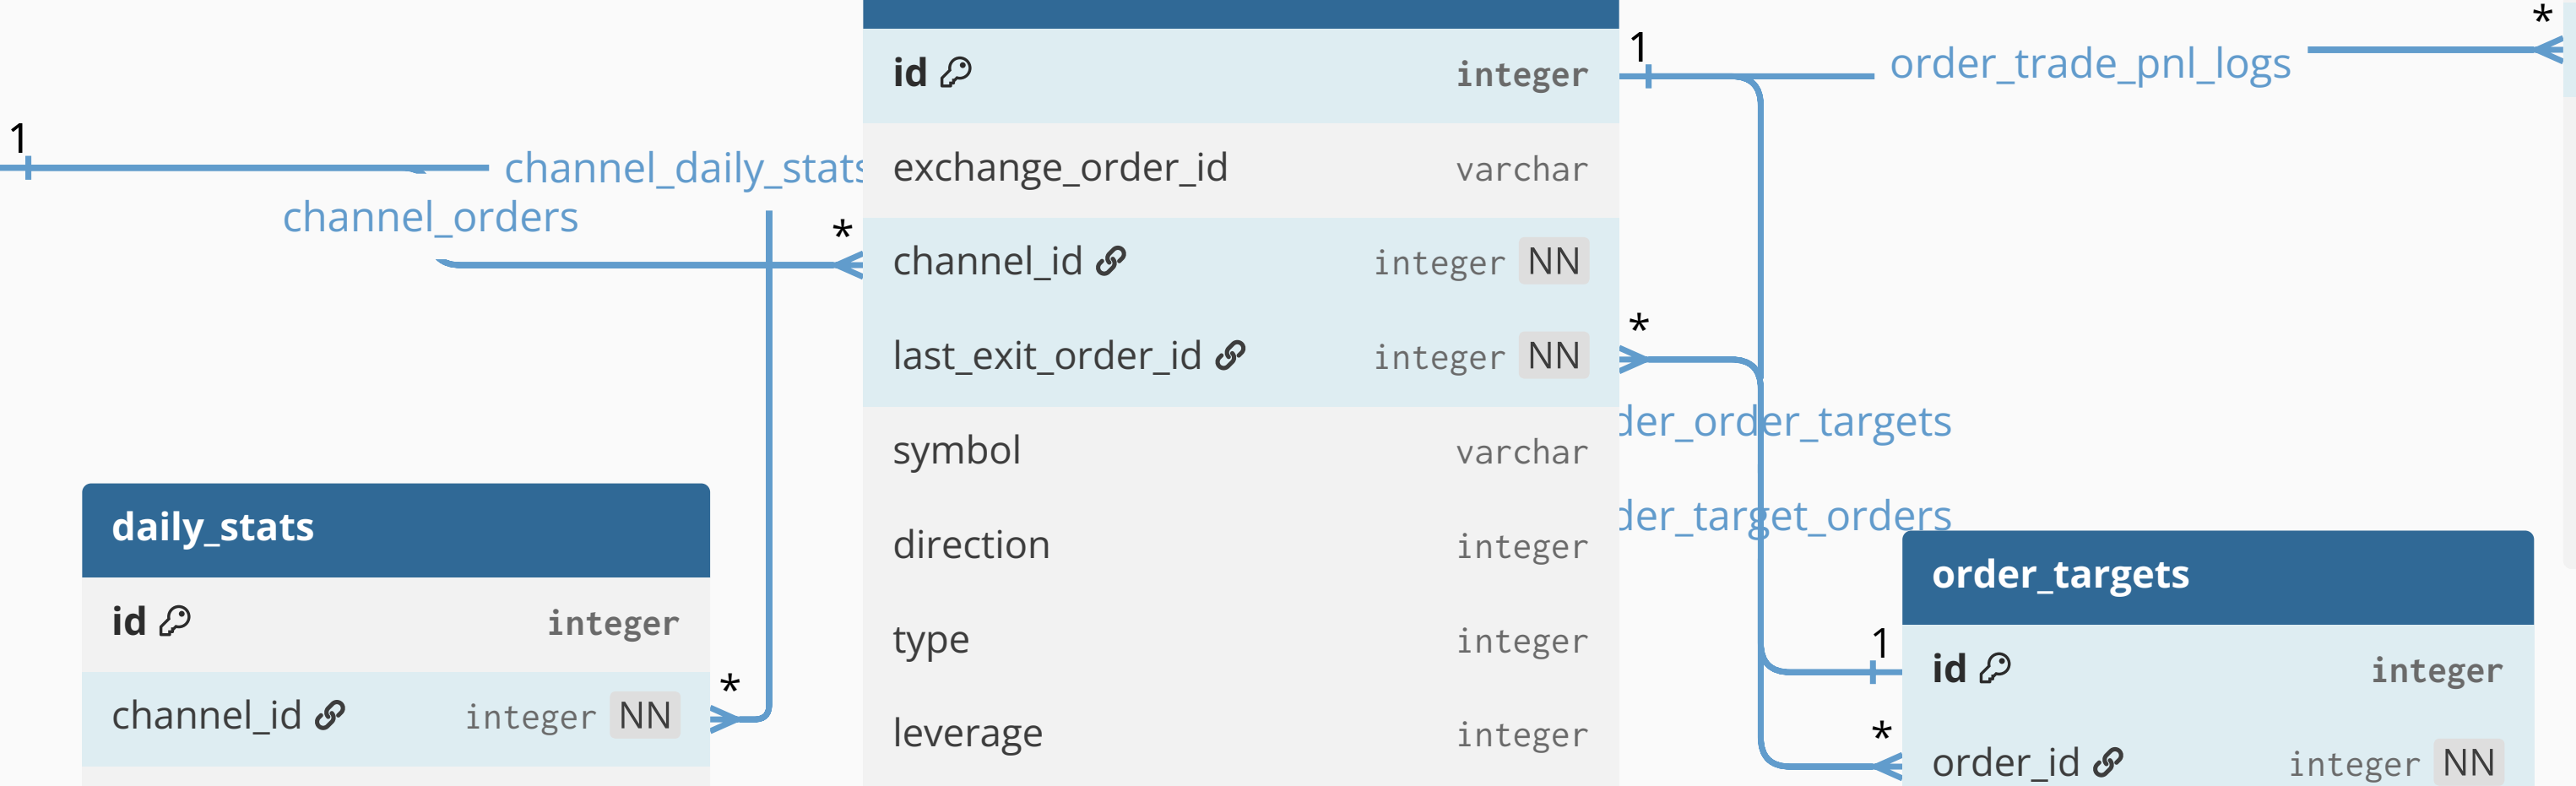 1
channel_daily_stats
channel_orders
*
id integer
exchange_order_id varchar
channel_id integer NN
last_exit_order_id integer NN
symbol varchar
direction integer
type integer
leverage integer
1
order_trade_pnl_logs
*
*
der_order_targets
der_target_orders
daily_stats
id integer
channel_id integer NN
*
order_targets
1
id integer
*
order_id integer NN